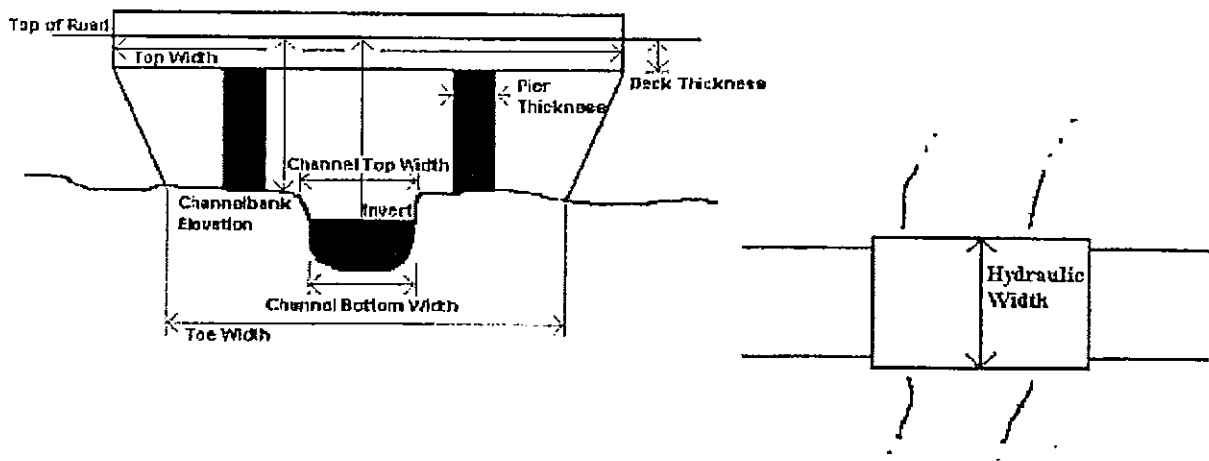 Top of Road
Top Width
Deck Thickness
Pier
Thickness
Channel Top Width
Channelbank
Elevation
Invert
Channel Bottom Width
Toe Width
Hydraulic
Width